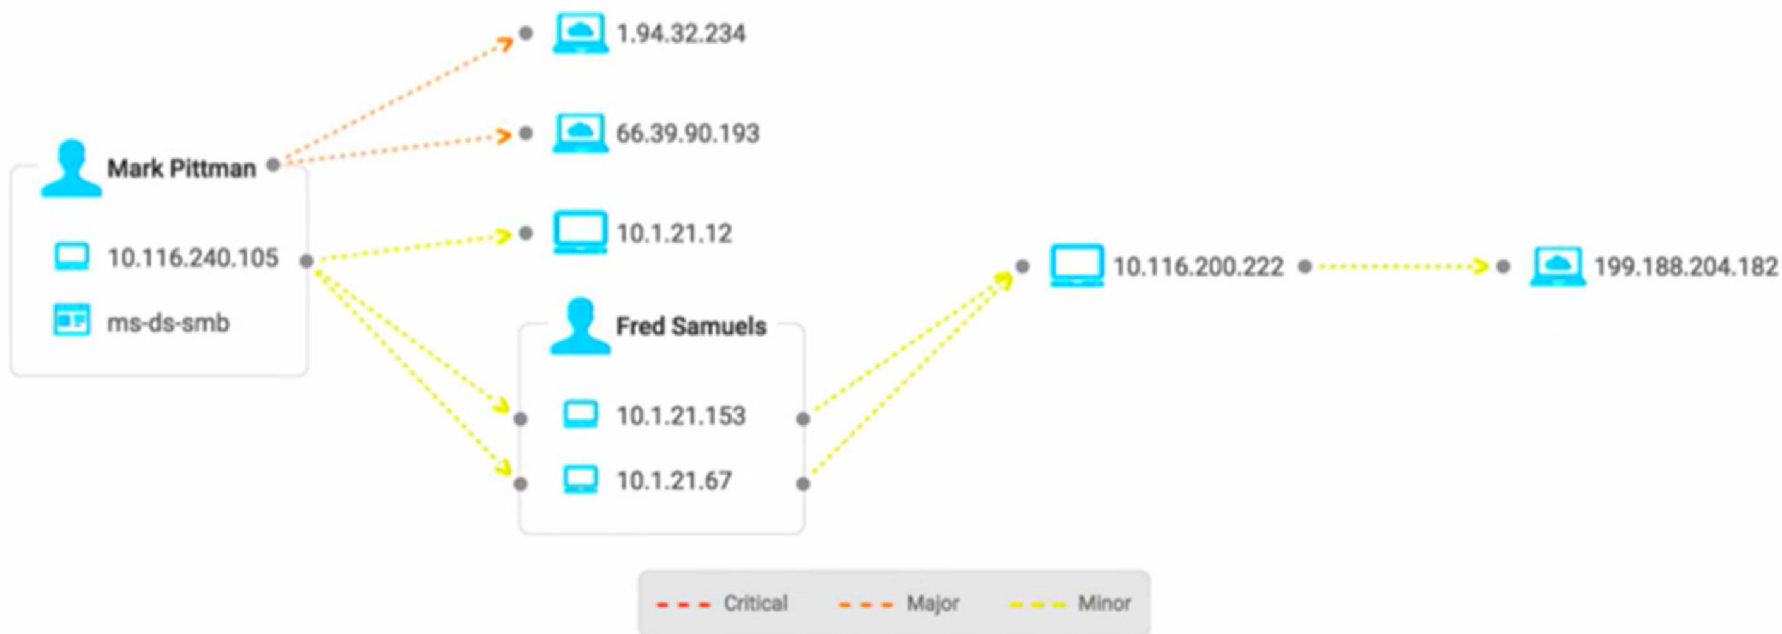 1.94.32.234
66.39.90.193
Mark Pittman
10.116.240.105
ms-ds-smb
10.1.21.12
Fred Samuels
10.1.21.153
10.1.21.67
10.116.200.222
199.188.204.182
Critical
Major
Minor